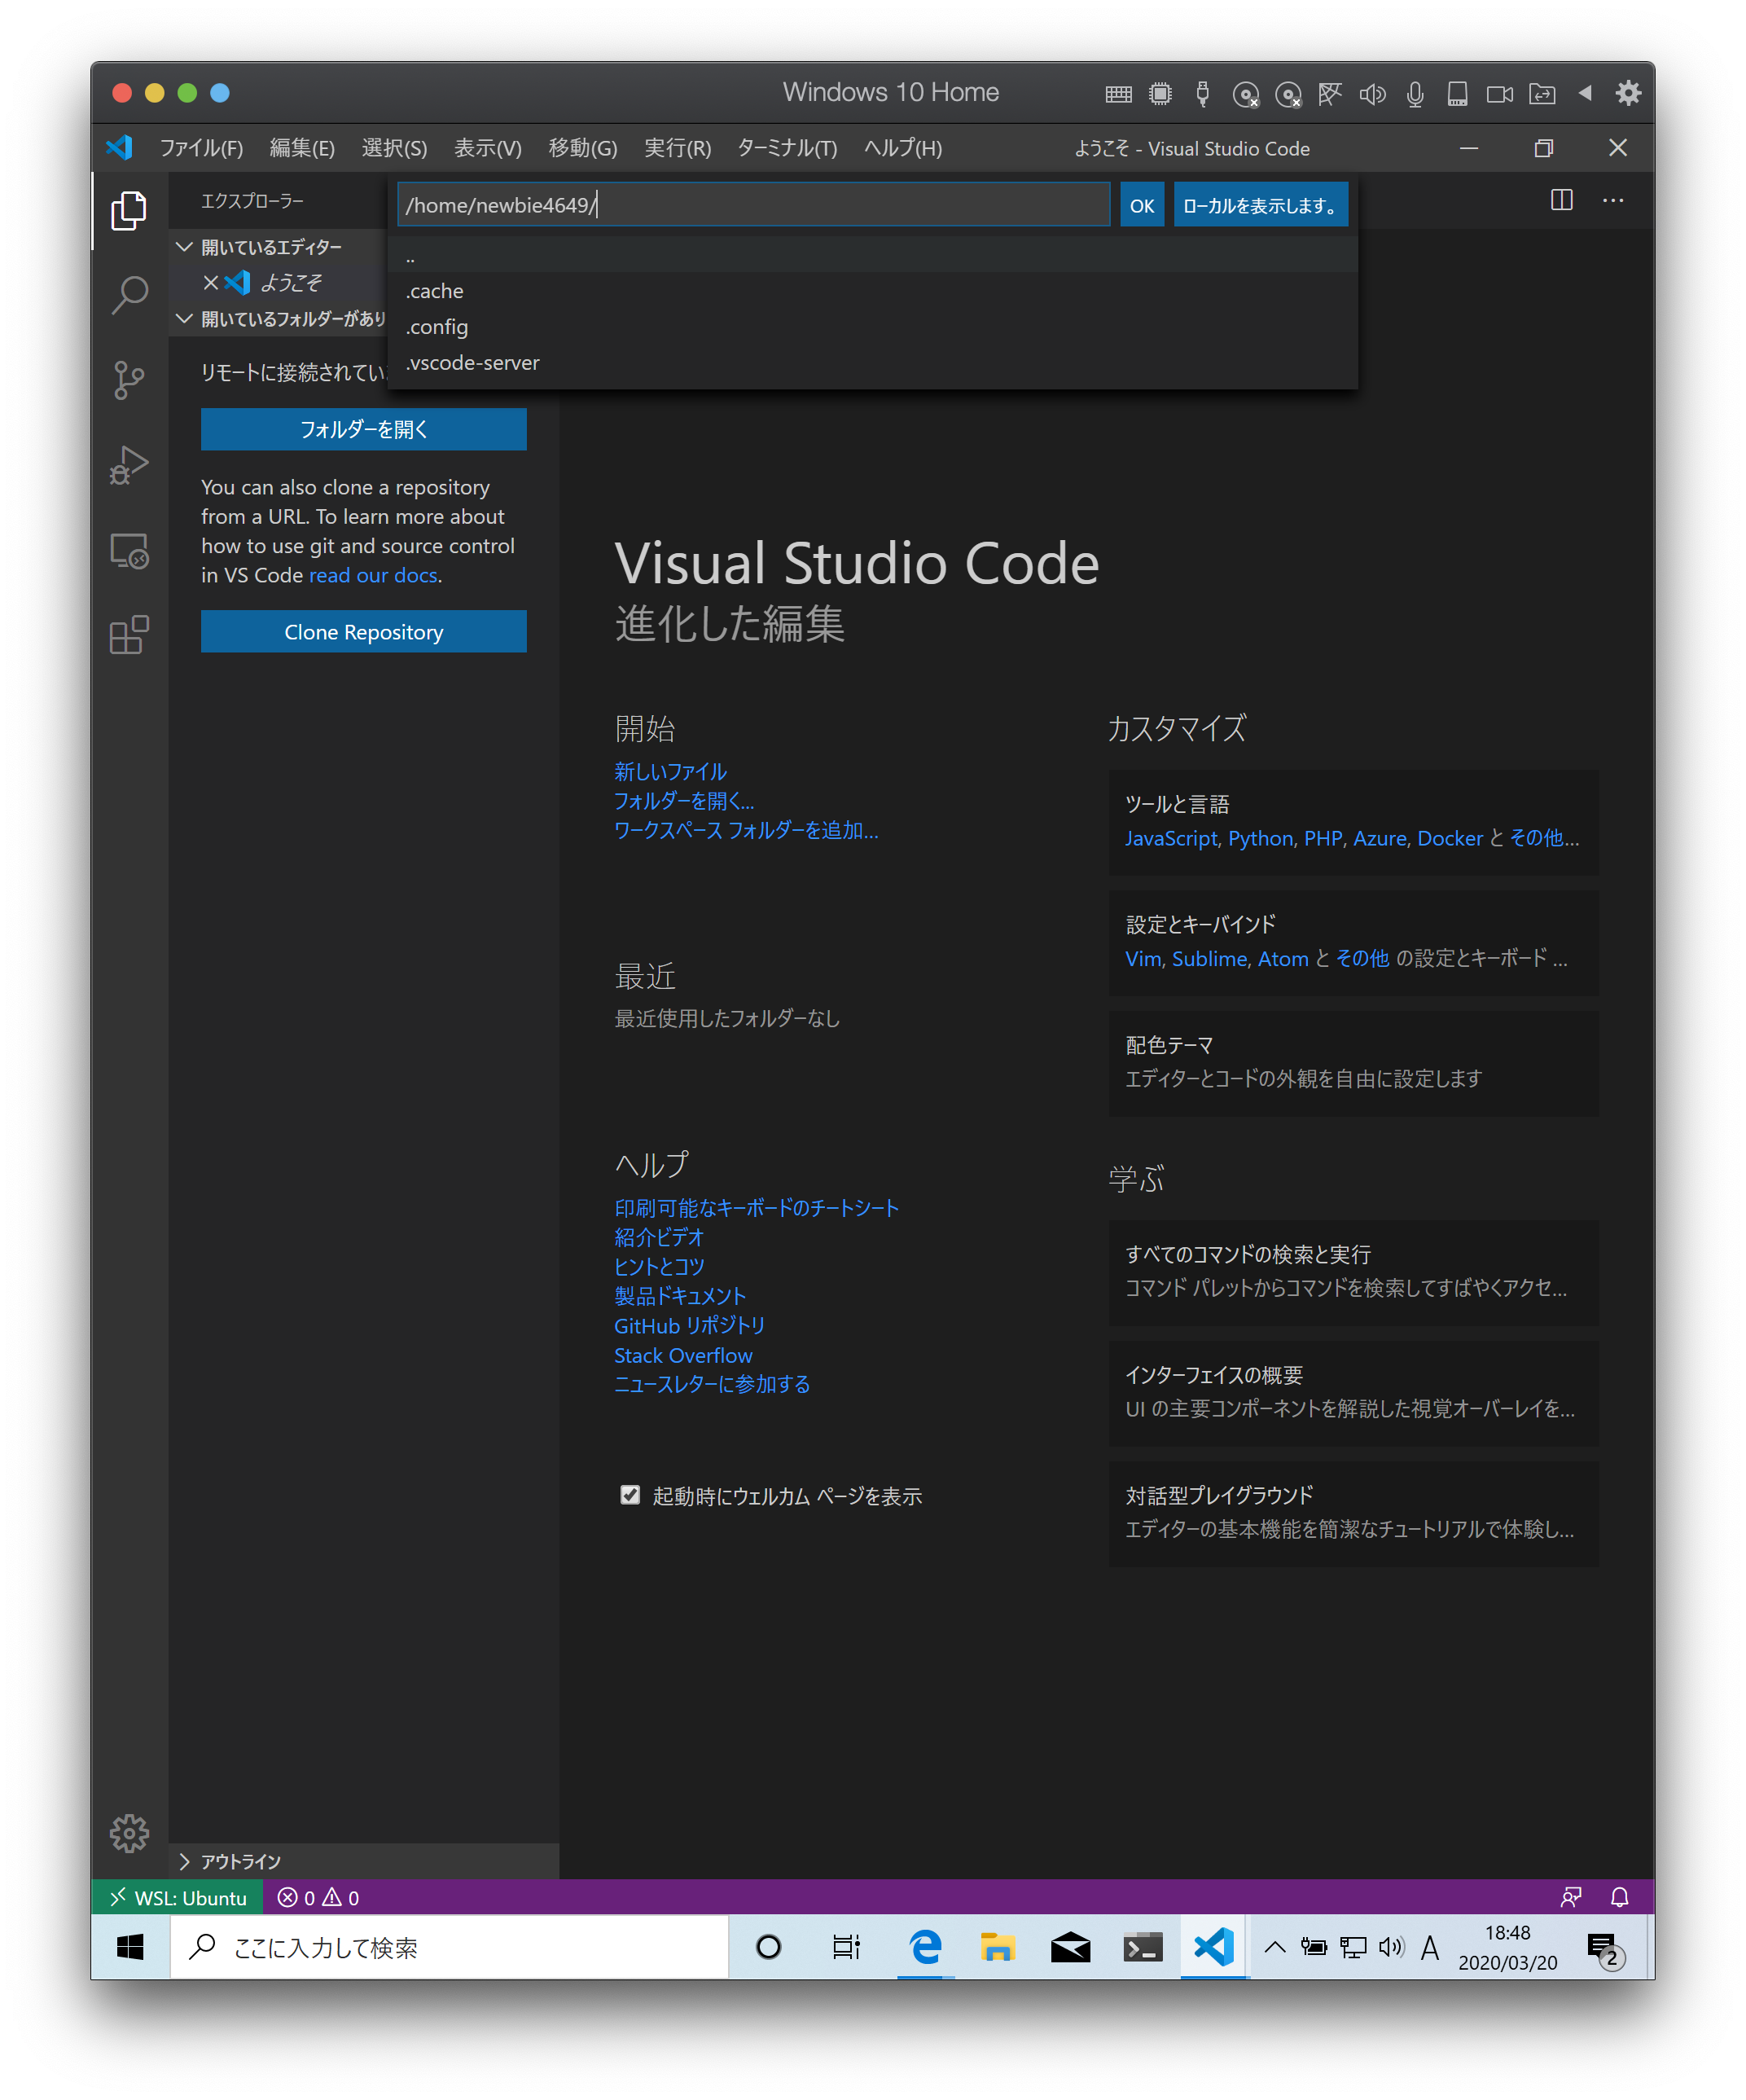 Windows 10 Home
ファイル(F) 編集(E) 選択(S) 表示(V) 移動(G) 実行(R) ターミナル(T) ヘルプ(H) ようこそ - Visual Studio Code
エクスプローラー
/home/newbie4649/ OK ローカルを表示します。
..
.cache
.config
.vscode-server
開いているエディター
ようこそ
開いているフォルダーがあり
リモートに接続されてい
フォルダーを開く
You can also clone a repository
from a URL. To learn more about
how to use git and source control
in VS Code read our docs.
Clone Repository
Visual Studio Code
進化した編集
開始
新しいファイル
フォルダーを開く...
ワークスペース フォルダーを追加...
最近
最近使用したフォルダーなし
ヘルプ
印刷可能なキーボードのチートシート
紹介ビデオ
ヒントとコツ
製品ドキュメント
GitHub リポジトリ
Stack Overflow
ニュースレターに参加する
起動時にウェルカム ページを表示
カスタマイズ
ツールと言語
JavaScript, Python, PHP, Azure, Docker と その他...
設定とキーバインド
Vim, Sublime, Atom と その他 の設定とキーボード ...
配色テーマ
エディターとコードの外観を自由に設定します
学ぶ
すべてのコマンドの検索と実行
コマンド パレットからコマンドを検索してすばやくアクセ...
インターフェイスの概要
UI の主要コンポーネントを解説した視覚オーバーレイを...
対話型プレイグラウンド
エディターの基本機能を簡潔なチュートリアルで体験し...
アウトライン
WSL: Ubuntu 0 0
ここに入力して検索
A
18:48
2020/03/20
2